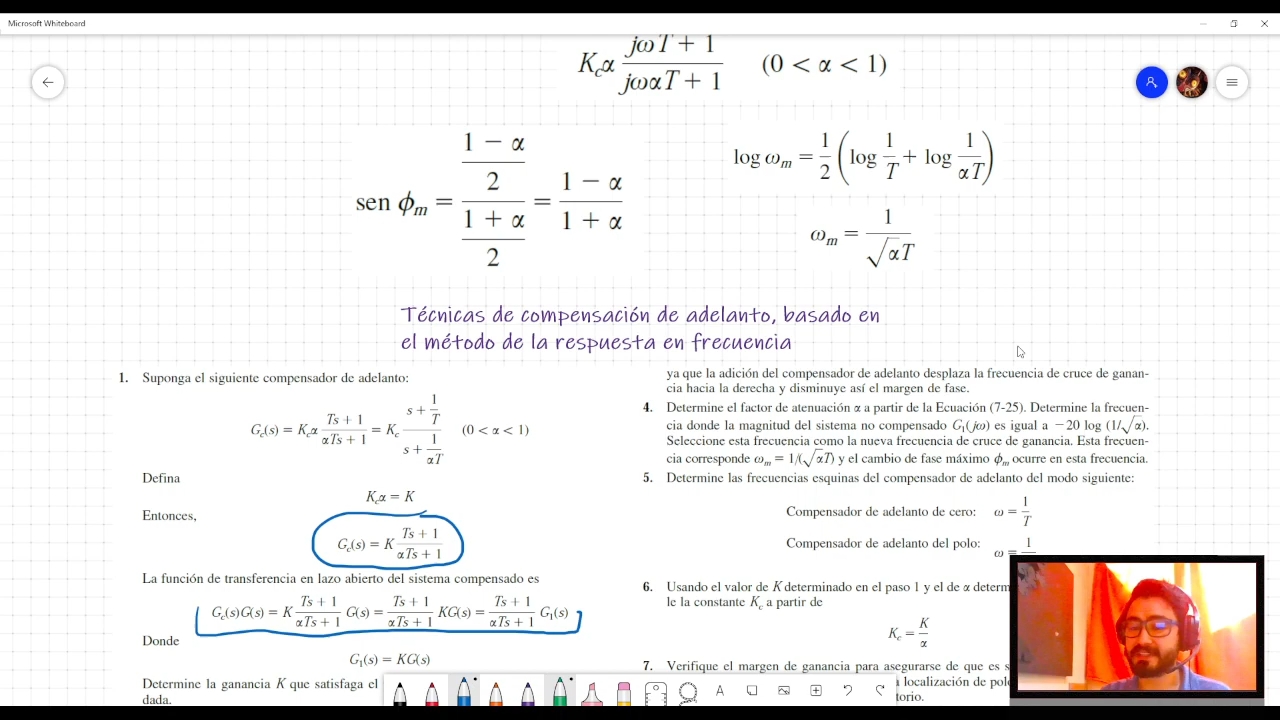 Microsoft Whiteboard
K_c α (jωT + 1)/(jωαT + 1) (0 < α < 1)
sen ϕ_m = ((1 − α)/2)/((1 + α)/2) = (1 − α)/(1 + α)
log ω_m = 1/2 (log 1/T + log 1/(αT))
ω_m = 1/(√α T)
Técnicas de compensación de adelanto, basado en
el método de la respuesta en frecuencia
1. Suponga el siguiente compensador de adelanto:
G_c(s) = K_c α (Ts + 1)/(αTs + 1) = K_c (s + 1/T)/(s + 1/(αT)) (0 < α < 1)
Defina
K_c α = K
Entonces,
G_c(s) = K (Ts + 1)/(αTs + 1)
La función de transferencia en lazo abierto del sistema compensado es
G_c(s)G(s) = K (Ts + 1)/(αTs + 1) G(s) = (Ts + 1)/(αTs + 1) KG(s) = (Ts + 1)/(αTs + 1) G_1(s)
Donde
G_1(s) = KG(s)
Determine la ganancia K que satisfaga el
dada.
ya que la adición del compensador de adelanto desplaza la frecuencia de cruce de ganan-
cia hacia la derecha y disminuye así el margen de fase.
4. Determine el factor de atenuación α a partir de la Ecuación (7-25). Determine la frecuen-
cia donde la magnitud del sistema no compensado G_1(jω) es igual a −20 log (1/√α).
Seleccione esta frecuencia como la nueva frecuencia de cruce de ganancia. Esta frecuen-
cia corresponde ω_m = 1/(√αT) y el cambio de fase máximo ϕ_m ocurre en esta frecuencia.
5. Determine las frecuencias esquinas del compensador de adelanto del modo siguiente:
Compensador de adelanto de cero: ω = 1/T
Compensador de adelanto del polo: ω = 1
6. Usando el valor de K determinado en el paso 1 y el de α determ
le la constante K_c a partir de
K_c = K/α
7. Verifique el margen de ganancia para asegurarse de que es s
a localización de polo
torio.
A